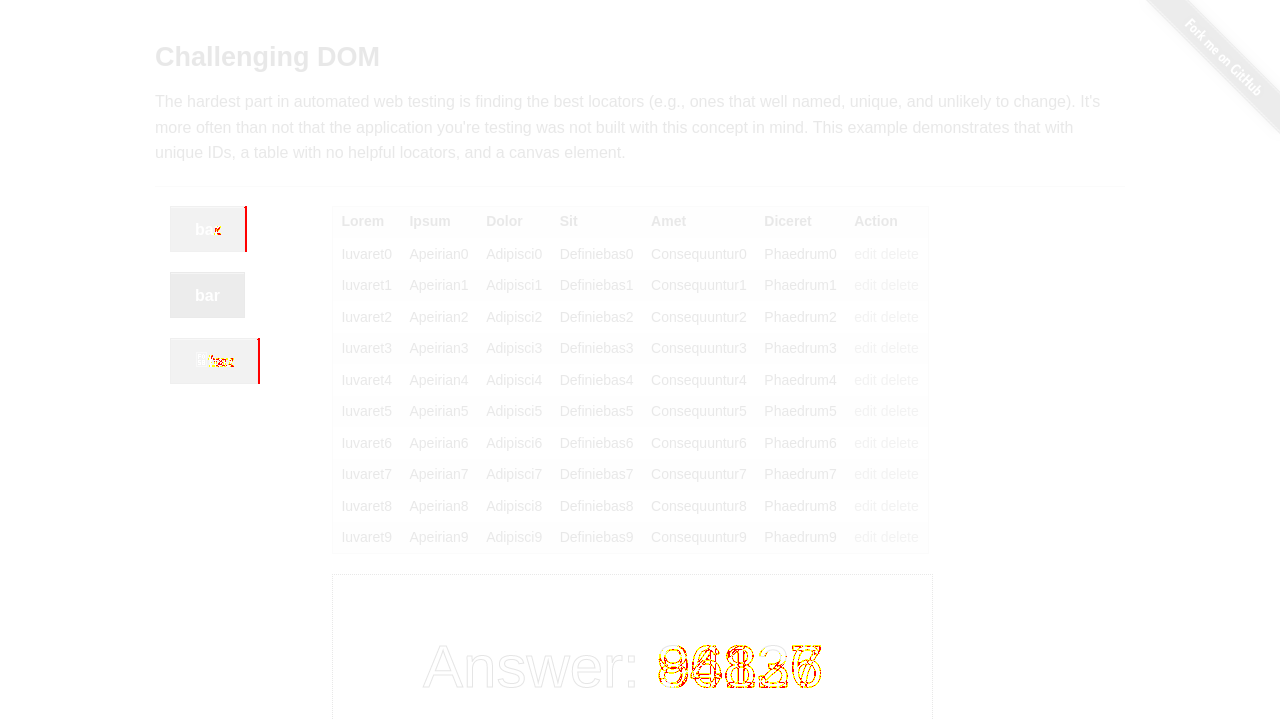 Challenging DOM
Fork me on GitHub
The hardest part in automated web testing is finding the best locators (e.g., ones that well named, unique, and unlikely to change). It's
more often than not that the application you're testing was not built with this concept in mind. This example demonstrates that with
unique IDs, a table with no helpful locators, and a canvas element.
bar
Lorem Ipsum Dolor Sit Amet Diceret Action
Iuvaret0 Apeirian0 Adipisci0 Definiebas0 Consequuntur0 Phaedrum0 edit delete
Iuvaret1 Apeirian1 Adipisci1 Definiebas1 Consequuntur1 Phaedrum1 edit delete
Iuvaret2 Apeirian2 Adipisci2 Definiebas2 Consequuntur2 Phaedrum2 edit delete
Iuvaret3 Apeirian3 Adipisci3 Definiebas3 Consequuntur3 Phaedrum3 edit delete
Iuvaret4 Apeirian4 Adipisci4 Definiebas4 Consequuntur4 Phaedrum4 edit delete
Iuvaret5 Apeirian5 Adipisci5 Definiebas5 Consequuntur5 Phaedrum5 edit delete
Iuvaret6 Apeirian6 Adipisci6 Definiebas6 Consequuntur6 Phaedrum6 edit delete
Iuvaret7 Apeirian7 Adipisci7 Definiebas7 Consequuntur7 Phaedrum7 edit delete
Iuvaret8 Apeirian8 Adipisci8 Definiebas8 Consequuntur8 Phaedrum8 edit delete
Iuvaret9 Apeirian9 Adipisci9 Definiebas9 Consequuntur9 Phaedrum9 edit delete
Answer: